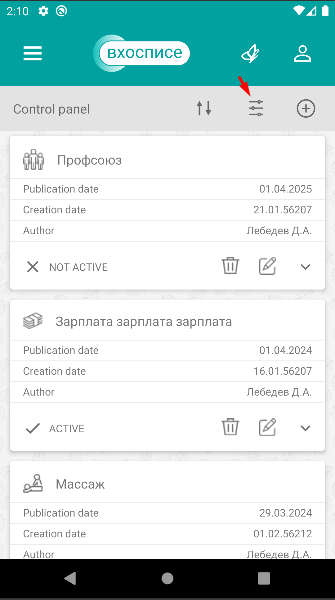 2:10
вхосписе
Control panel
Профсоюз
Publication date 01.04.2025
Creation date 21.01.56207
Author Лебедев Д.А.
NOT ACTIVE
Зарплата зарплата зарплата
Publication date 01.04.2024
Creation date 16.01.56207
Author Лебедев Д.А.
ACTIVE
Массаж
Publication date 29.03.2024
Creation date 01.02.56212
Author Лебедев Д.А.